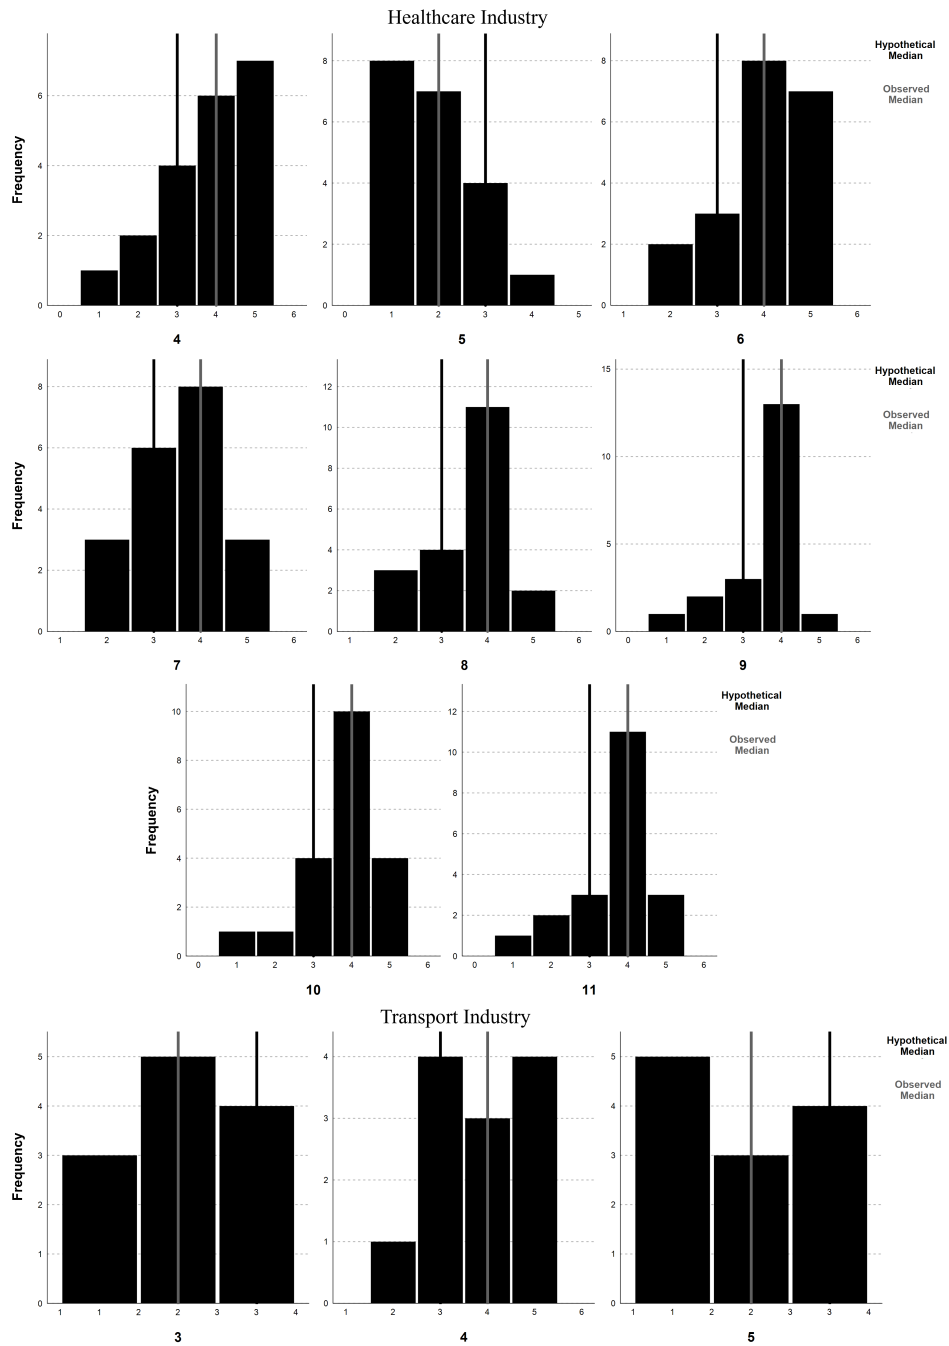 Healthcare Industry
Hypothetical
Median
Observed
Median
Frequency
6
4
2
0
0 1 2 3 4 5 6
4
8
6
4
2
0
0 1 2 3 4 5
5
8
6
4
2
0
1 2 3 4 5 6
6
Hypothetical
Median
Observed
Median
Frequency
8
6
4
2
0
1 2 3 4 5 6
7
12
10
8
6
4
2
0
1 2 3 4 5 6
8
15
10
5
0
0 1 2 3 4 5 6
9
Hypothetical
Median
Observed
Median
Frequency
10
8
6
4
2
0
0 1 2 3 4 5 6
10
12
10
8
6
4
2
0
0 1 2 3 4 5 6
11
Transport Industry
Hypothetical
Median
Observed
Median
Frequency
5
4
3
2
1
0
1 1 2 2 3 3 4
3
4
3
2
1
0
1 2 3 4 5 6
4
5
4
3
2
1
0
1 1 2 2 3 3 4
5